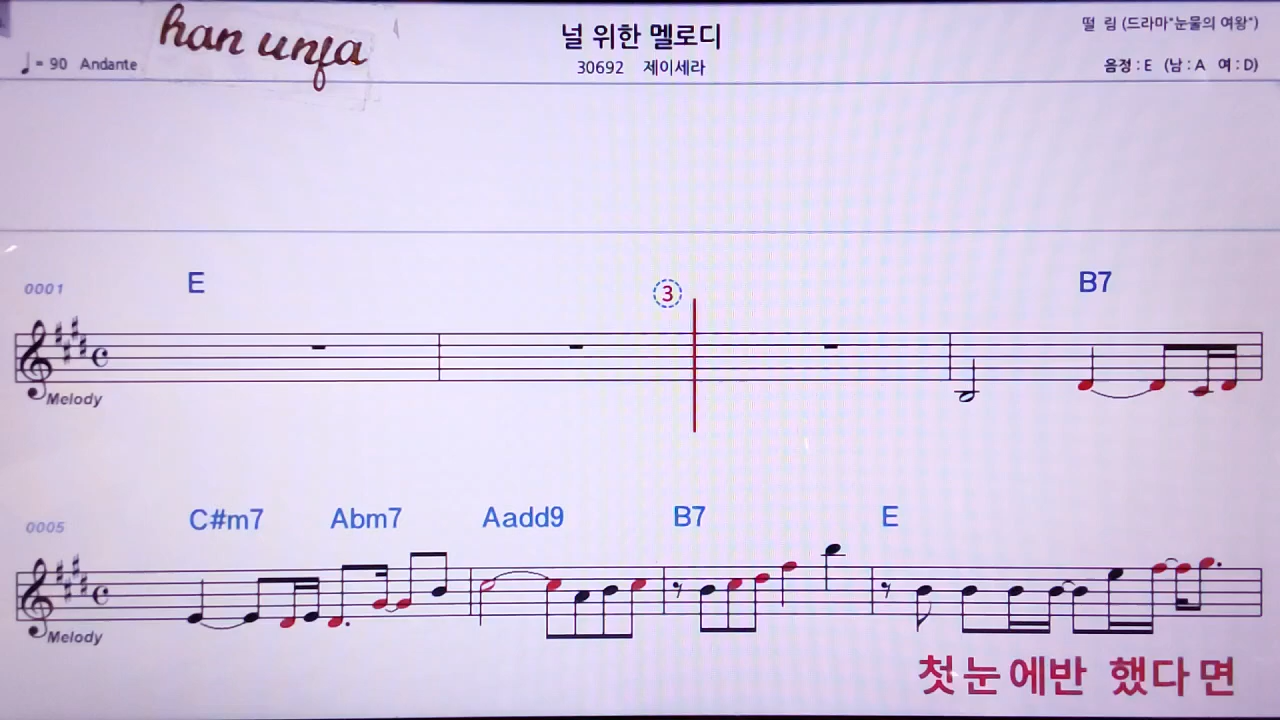 han unfa
널 위한 멜로디
떨 림 (드라마"눈물의 여왕")
♩= 90 Andante
30692 제이세라
음정 : E (남 : A 여 : D)
0001
E
③
B7
Melody
0005
C#m7 Abm7 Aadd9 B7 E
Melody
첫눈에반 했다면